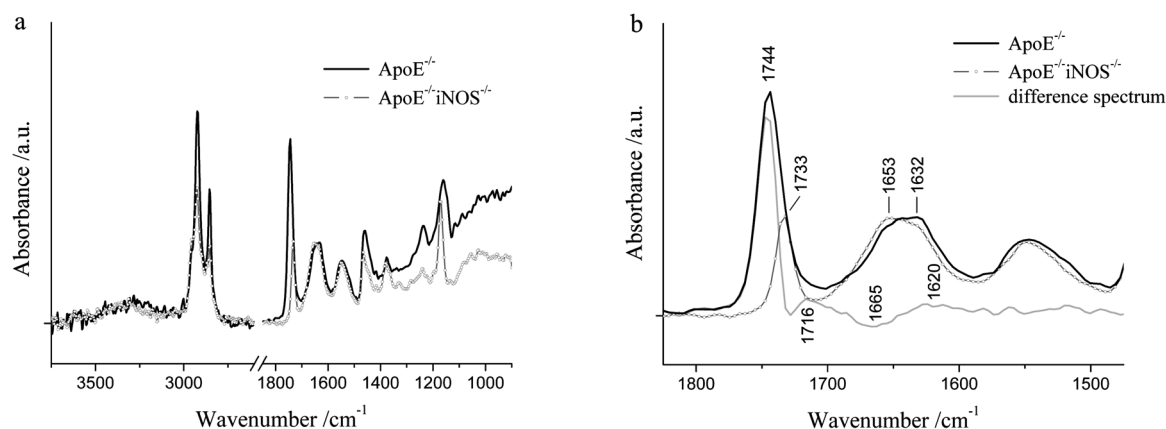 a
ApoE-/-
ApoE-/-iNOS-/-
Absorbance /a.u.
3500 3000 1800 1600 1400 1200 1000
Wavenumber /cm-1
b
ApoE-/-
ApoE-/-iNOS-/-
difference spectrum
1744
1733
1653
1632
1716
1665
1620
Absorbance /a.u.
1800 1700 1600 1500
Wavenumber /cm-1